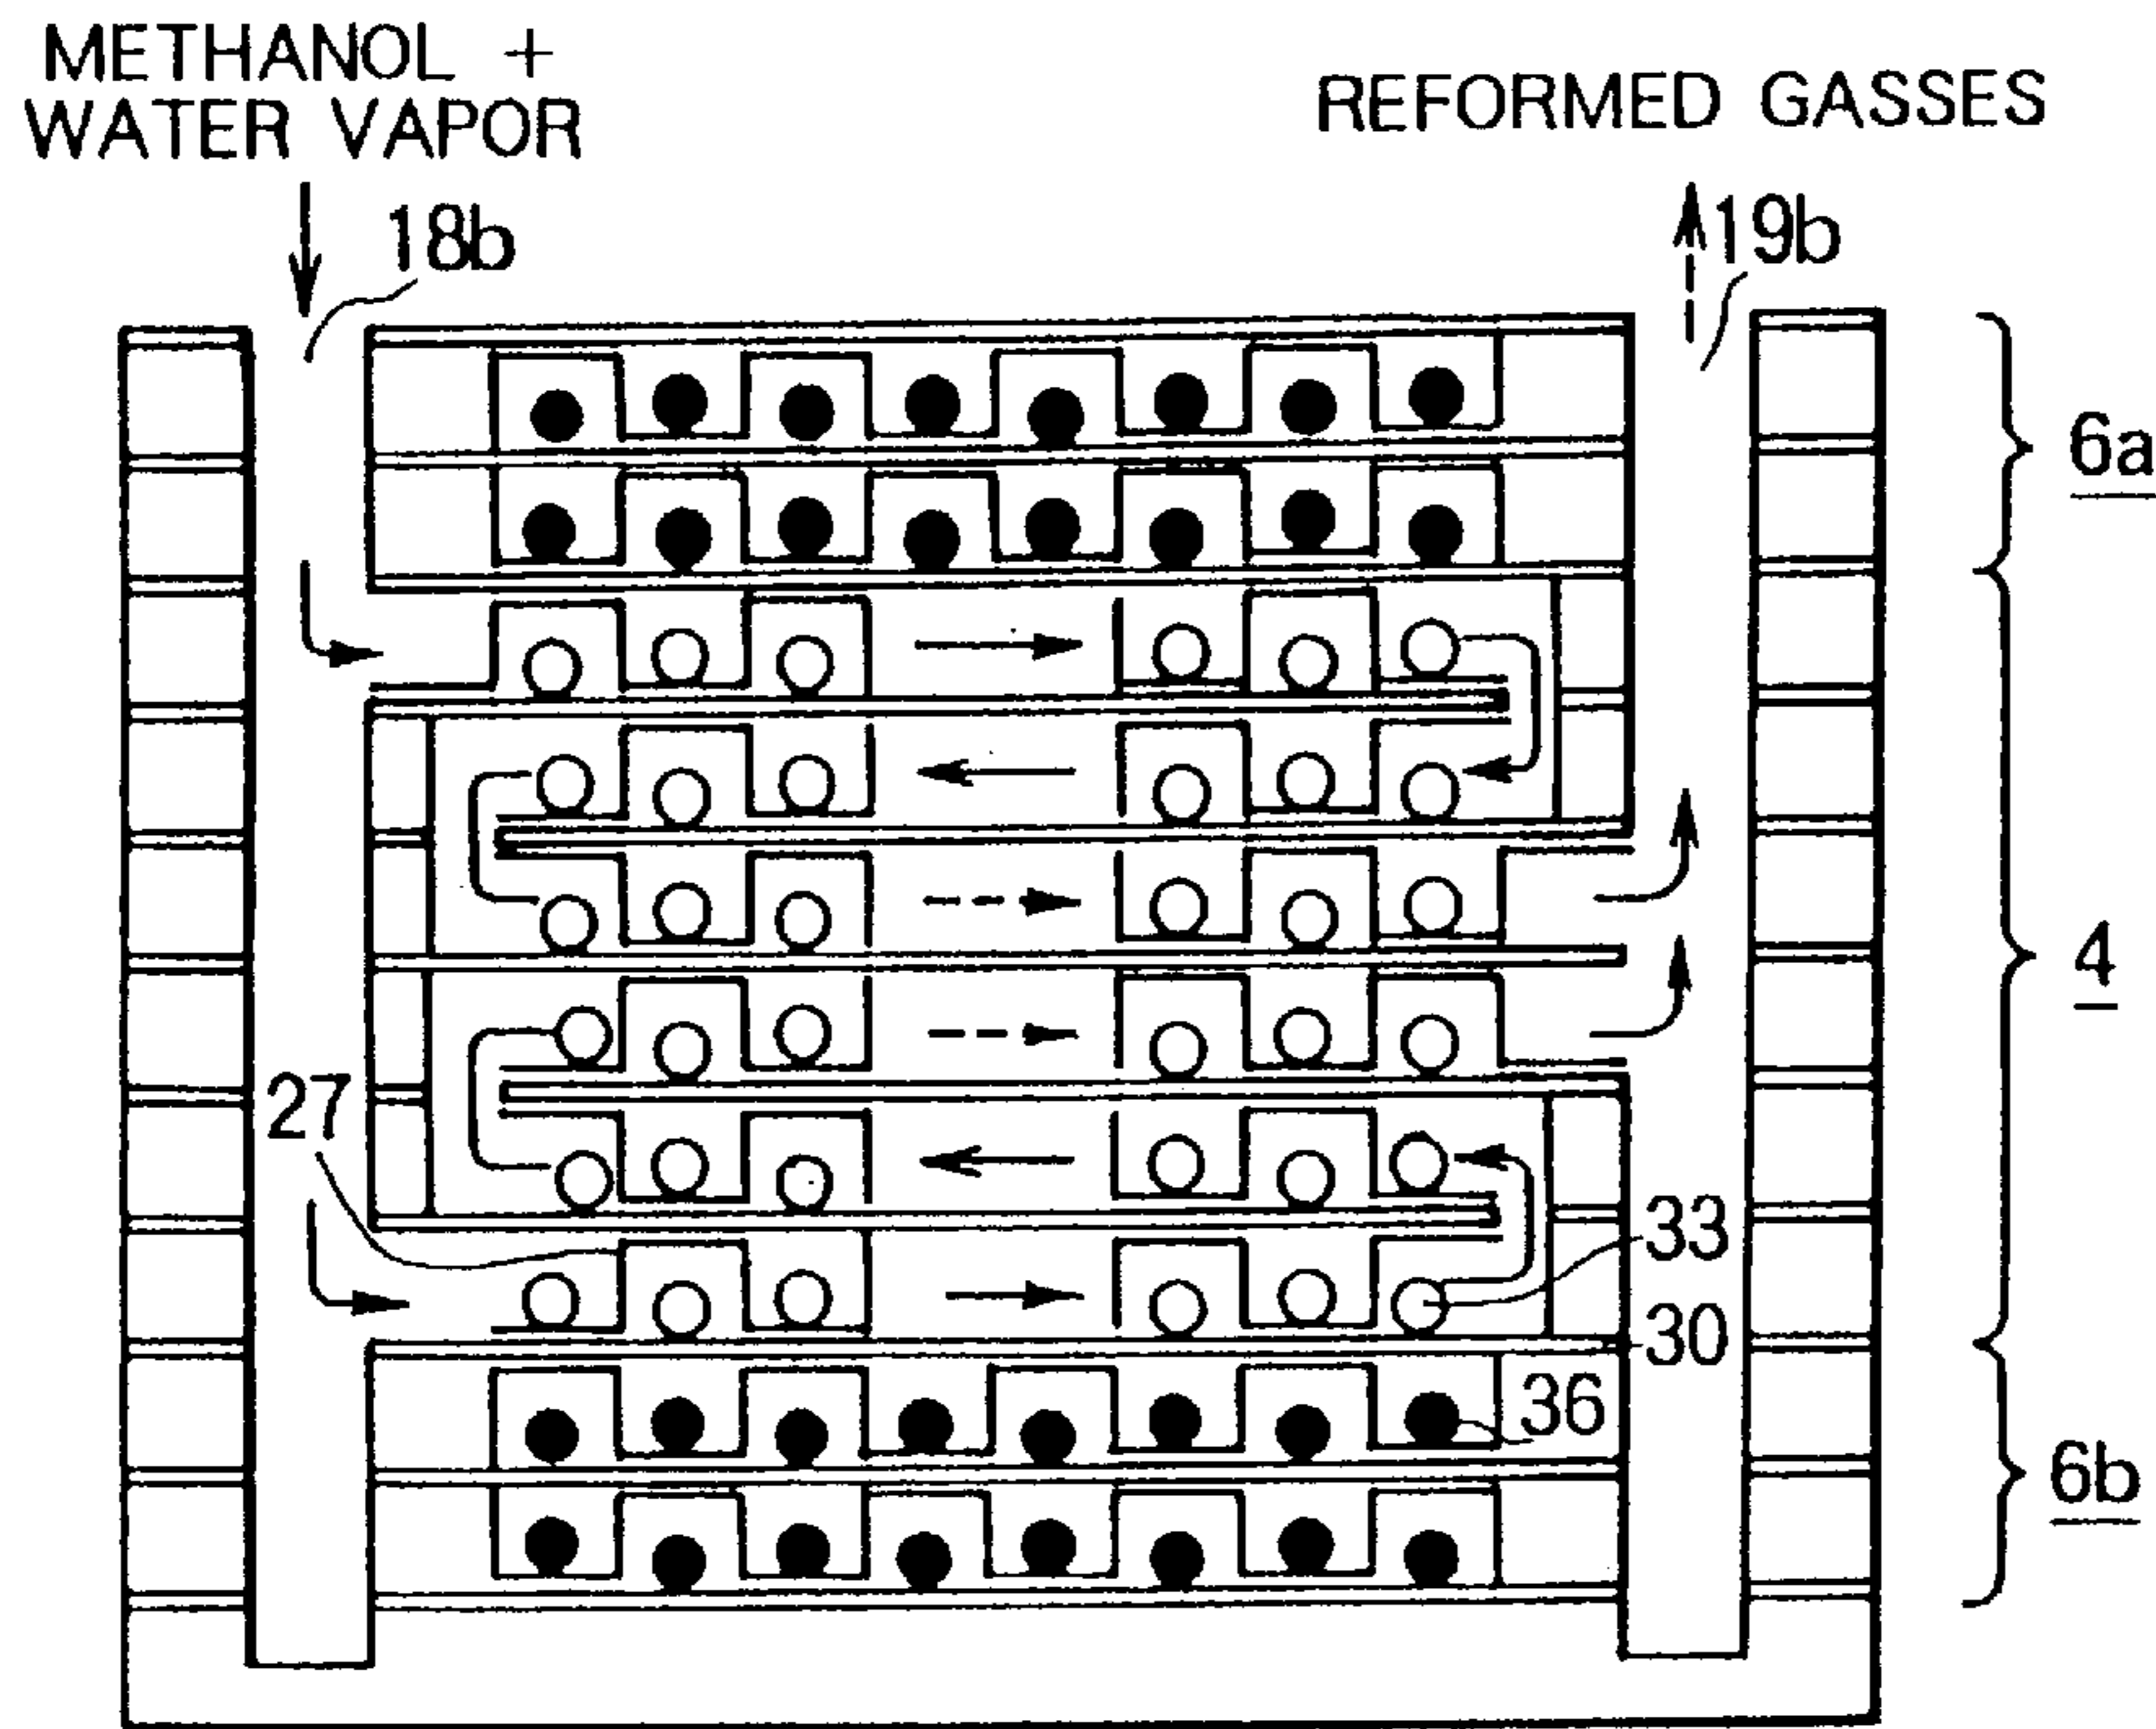 METHANOL +
WATER VAPOR
REFORMED GASSES
18b
19b
6a
4
27
33
30
36
6b